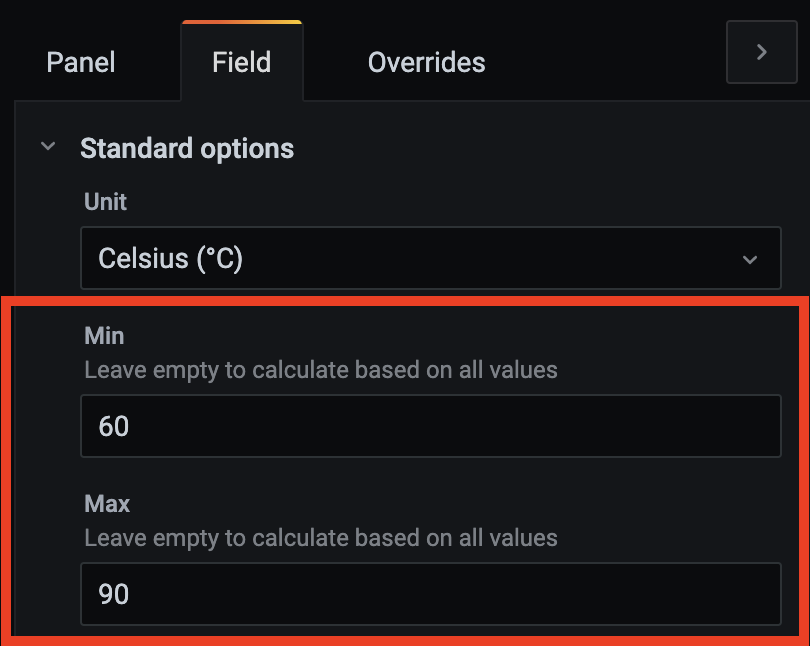 Panel Field Overrides
Standard options
Unit
Celsius (°C)
Min
Leave empty to calculate based on all values
60
Max
Leave empty to calculate based on all values
90